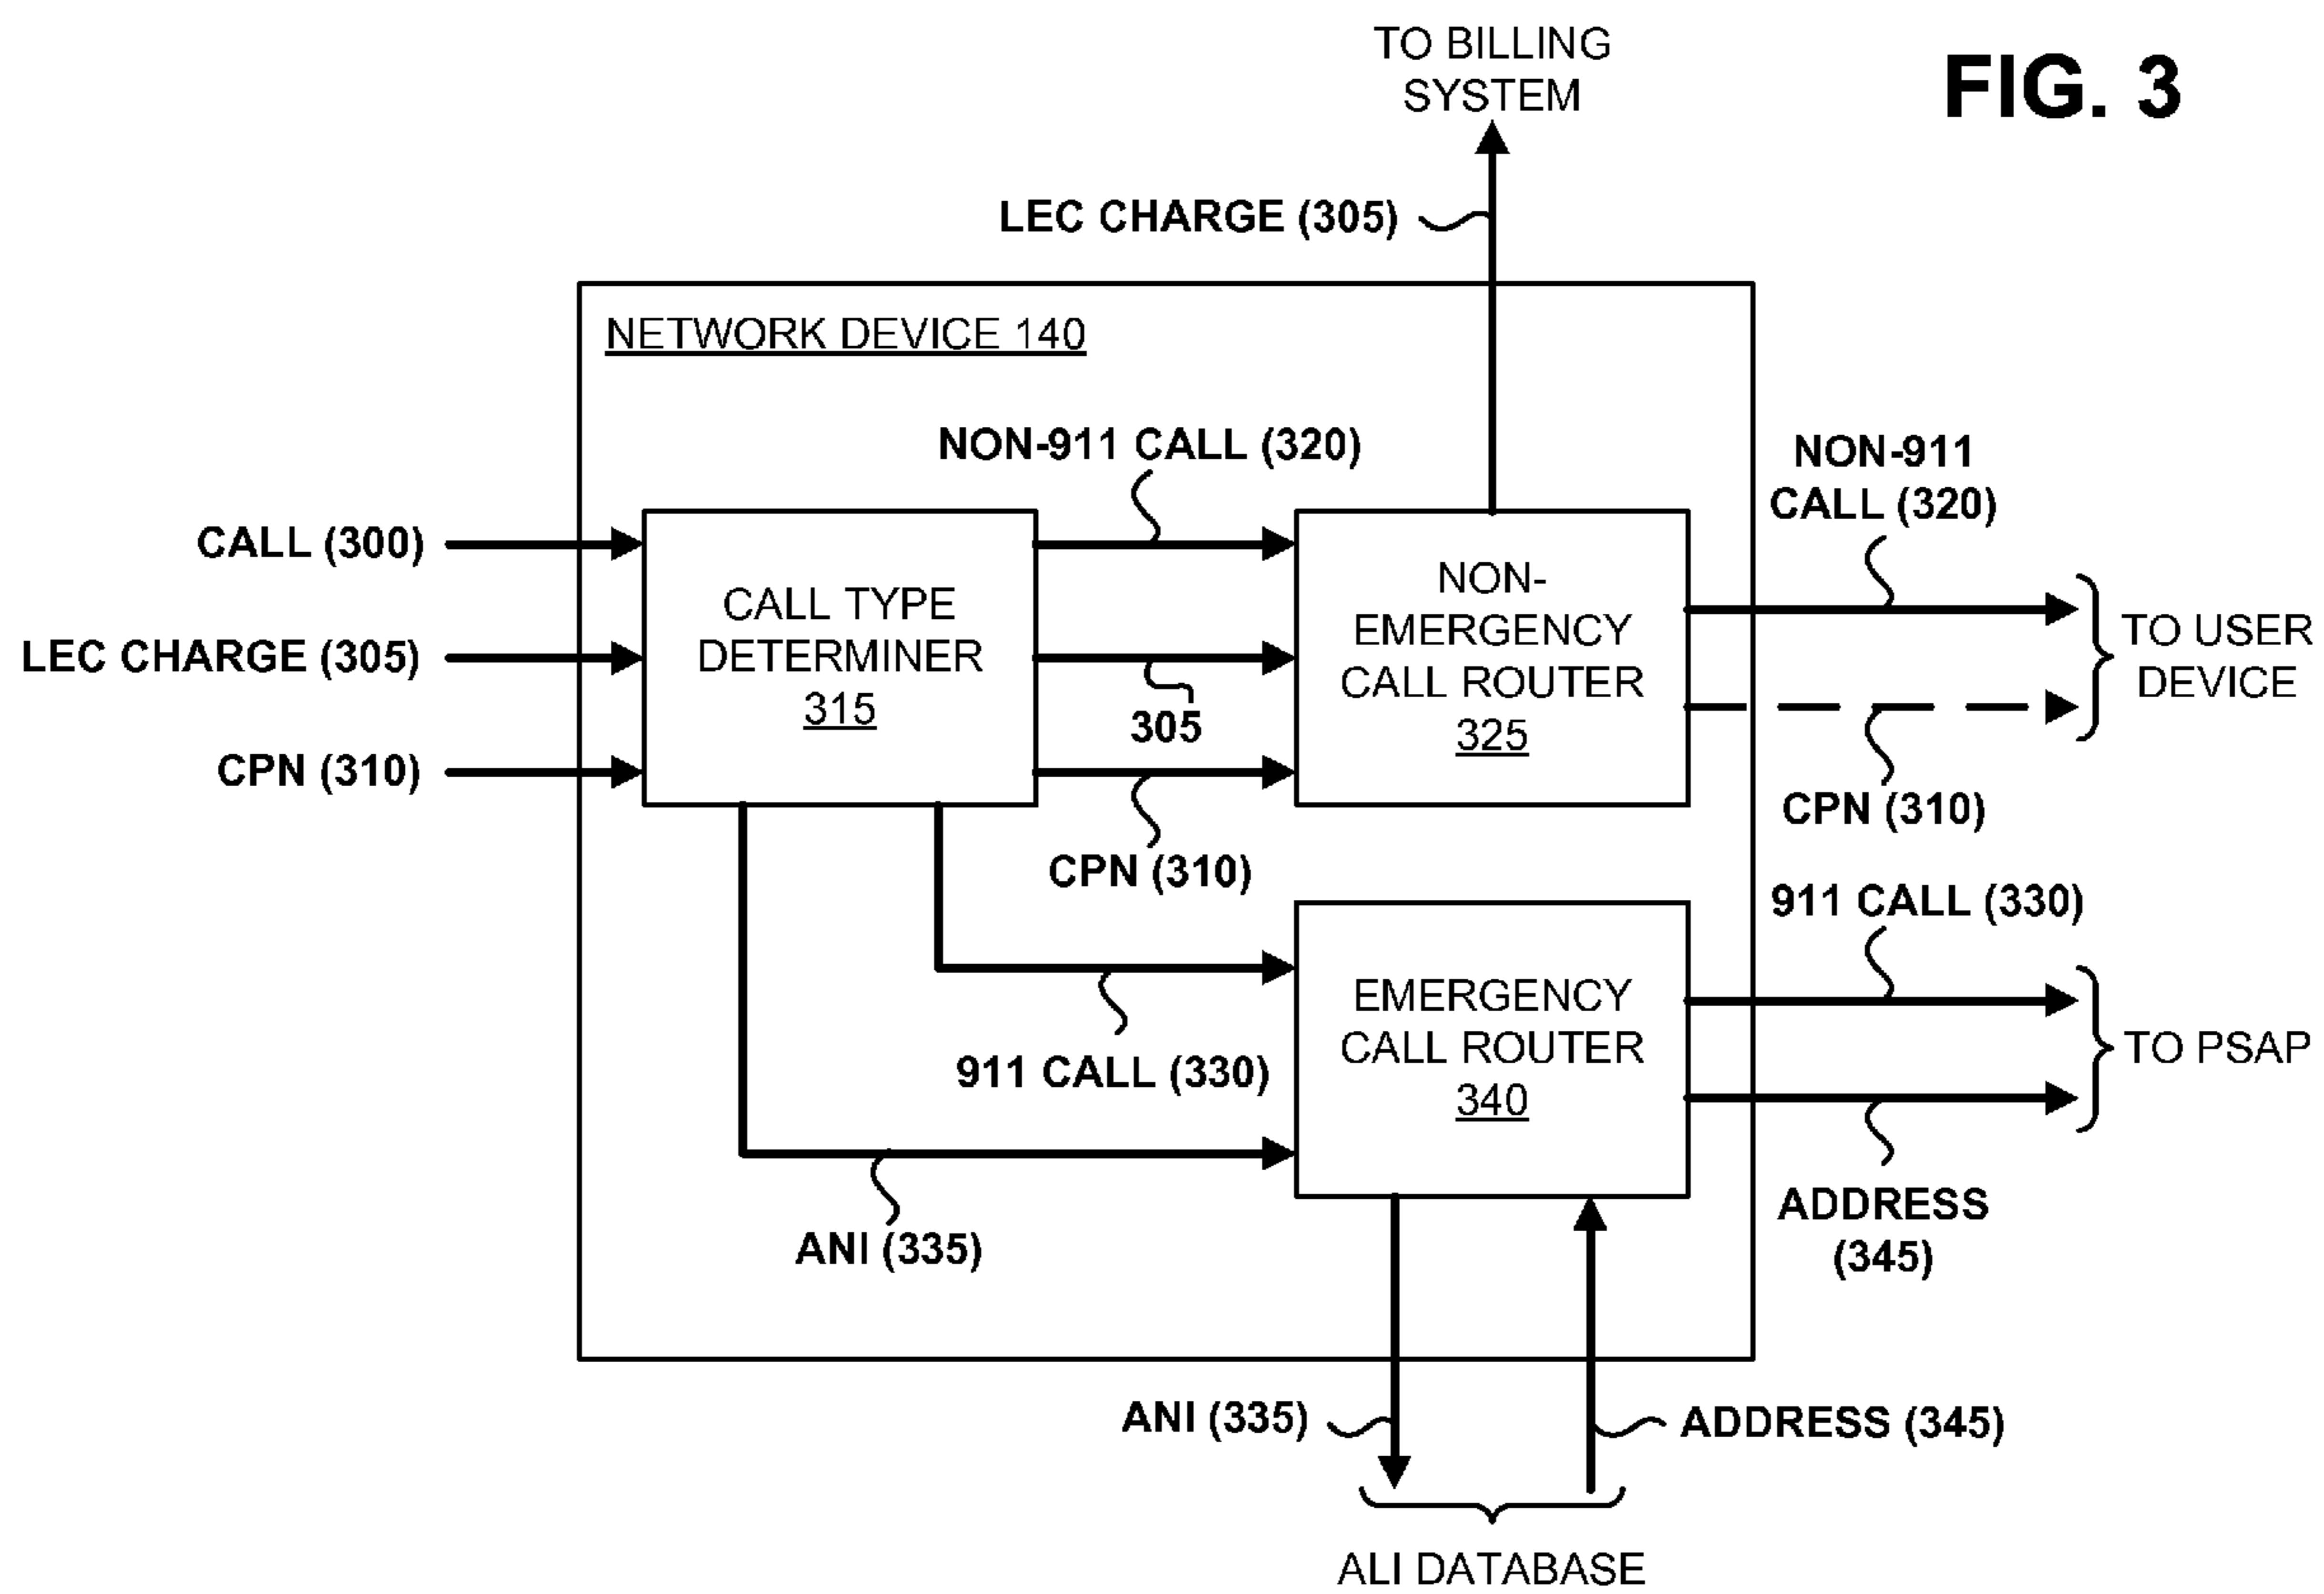 TO BILLING
SYSTEM
FIG. 3
LEC CHARGE (305)
NETWORK DEVICE 140
NON-911 CALL (320)
NON-911
CALL (320)
CALL (300)
LEC CHARGE (305)
CPN (310)
CALL TYPE
DETERMINER
315
305
CPN (310)
NON-
EMERGENCY
CALL ROUTER
325
TO USER
DEVICE
CPN (310)
911 CALL (330)
911 CALL (330)
EMERGENCY
CALL ROUTER
340
TO PSAP
ANI (335)
ADDRESS
(345)
ANI (335)
ADDRESS (345)
ALI DATABASE